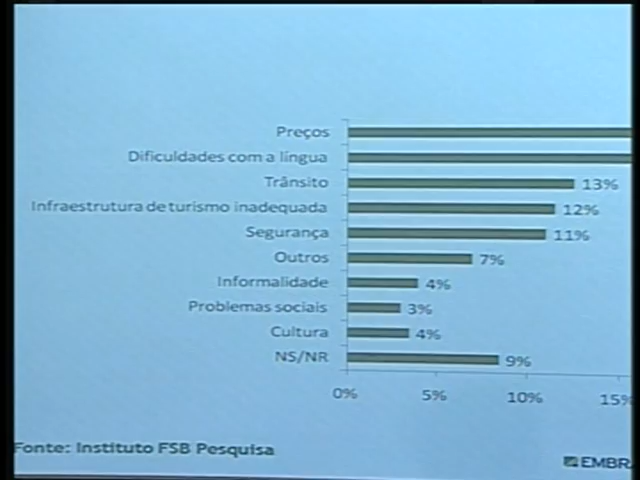 Preços
Dificuldades com a língua
Trânsito 13%
Infraestrutura de turismo inadequada 12%
Segurança 11%
Outros 7%
Informalidade 4%
Problemas sociais 3%
Cultura 4%
NS/NR 9%
0% 5% 10% 15%
Fonte: Instituto FSB Pesquisa
EMBR